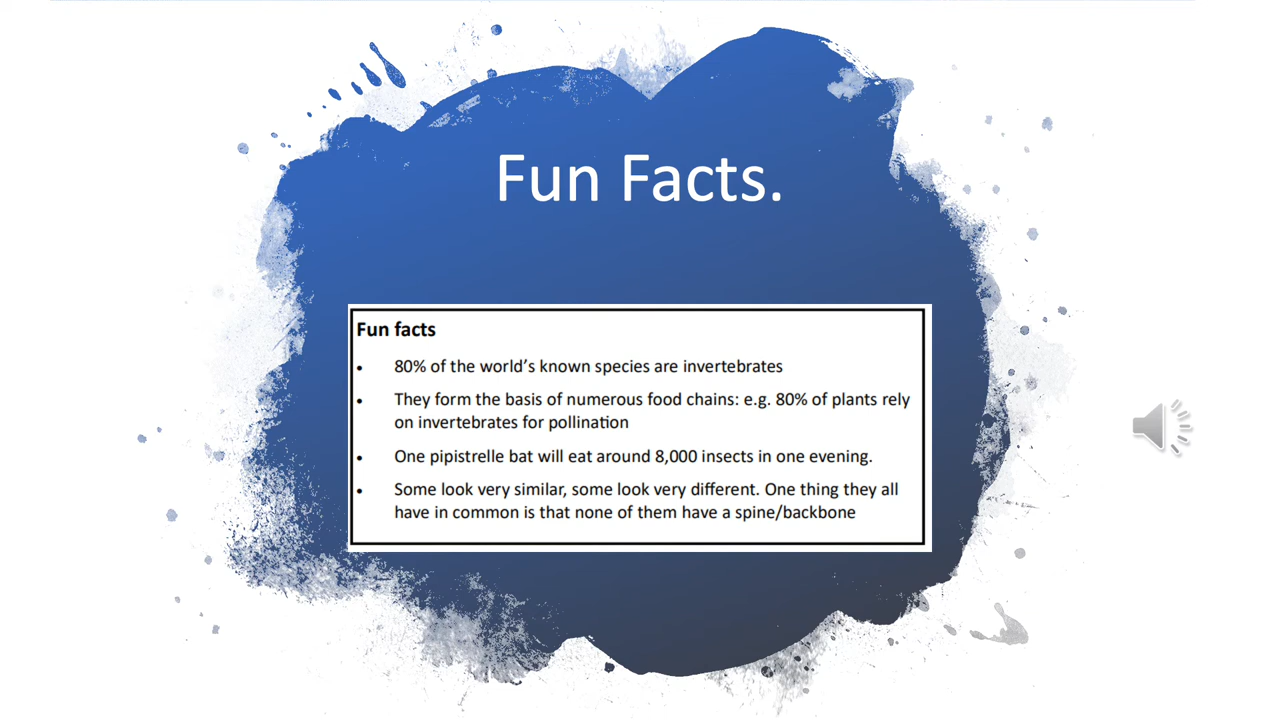 Fun Facts.
Fun facts
• 80% of the world's known species are invertebrates
• They form the basis of numerous food chains: e.g. 80% of plants rely
on invertebrates for pollination
• One pipistrelle bat will eat around 8,000 insects in one evening.
• Some look very similar, some look very different. One thing they all
have in common is that none of them have a spine/backbone